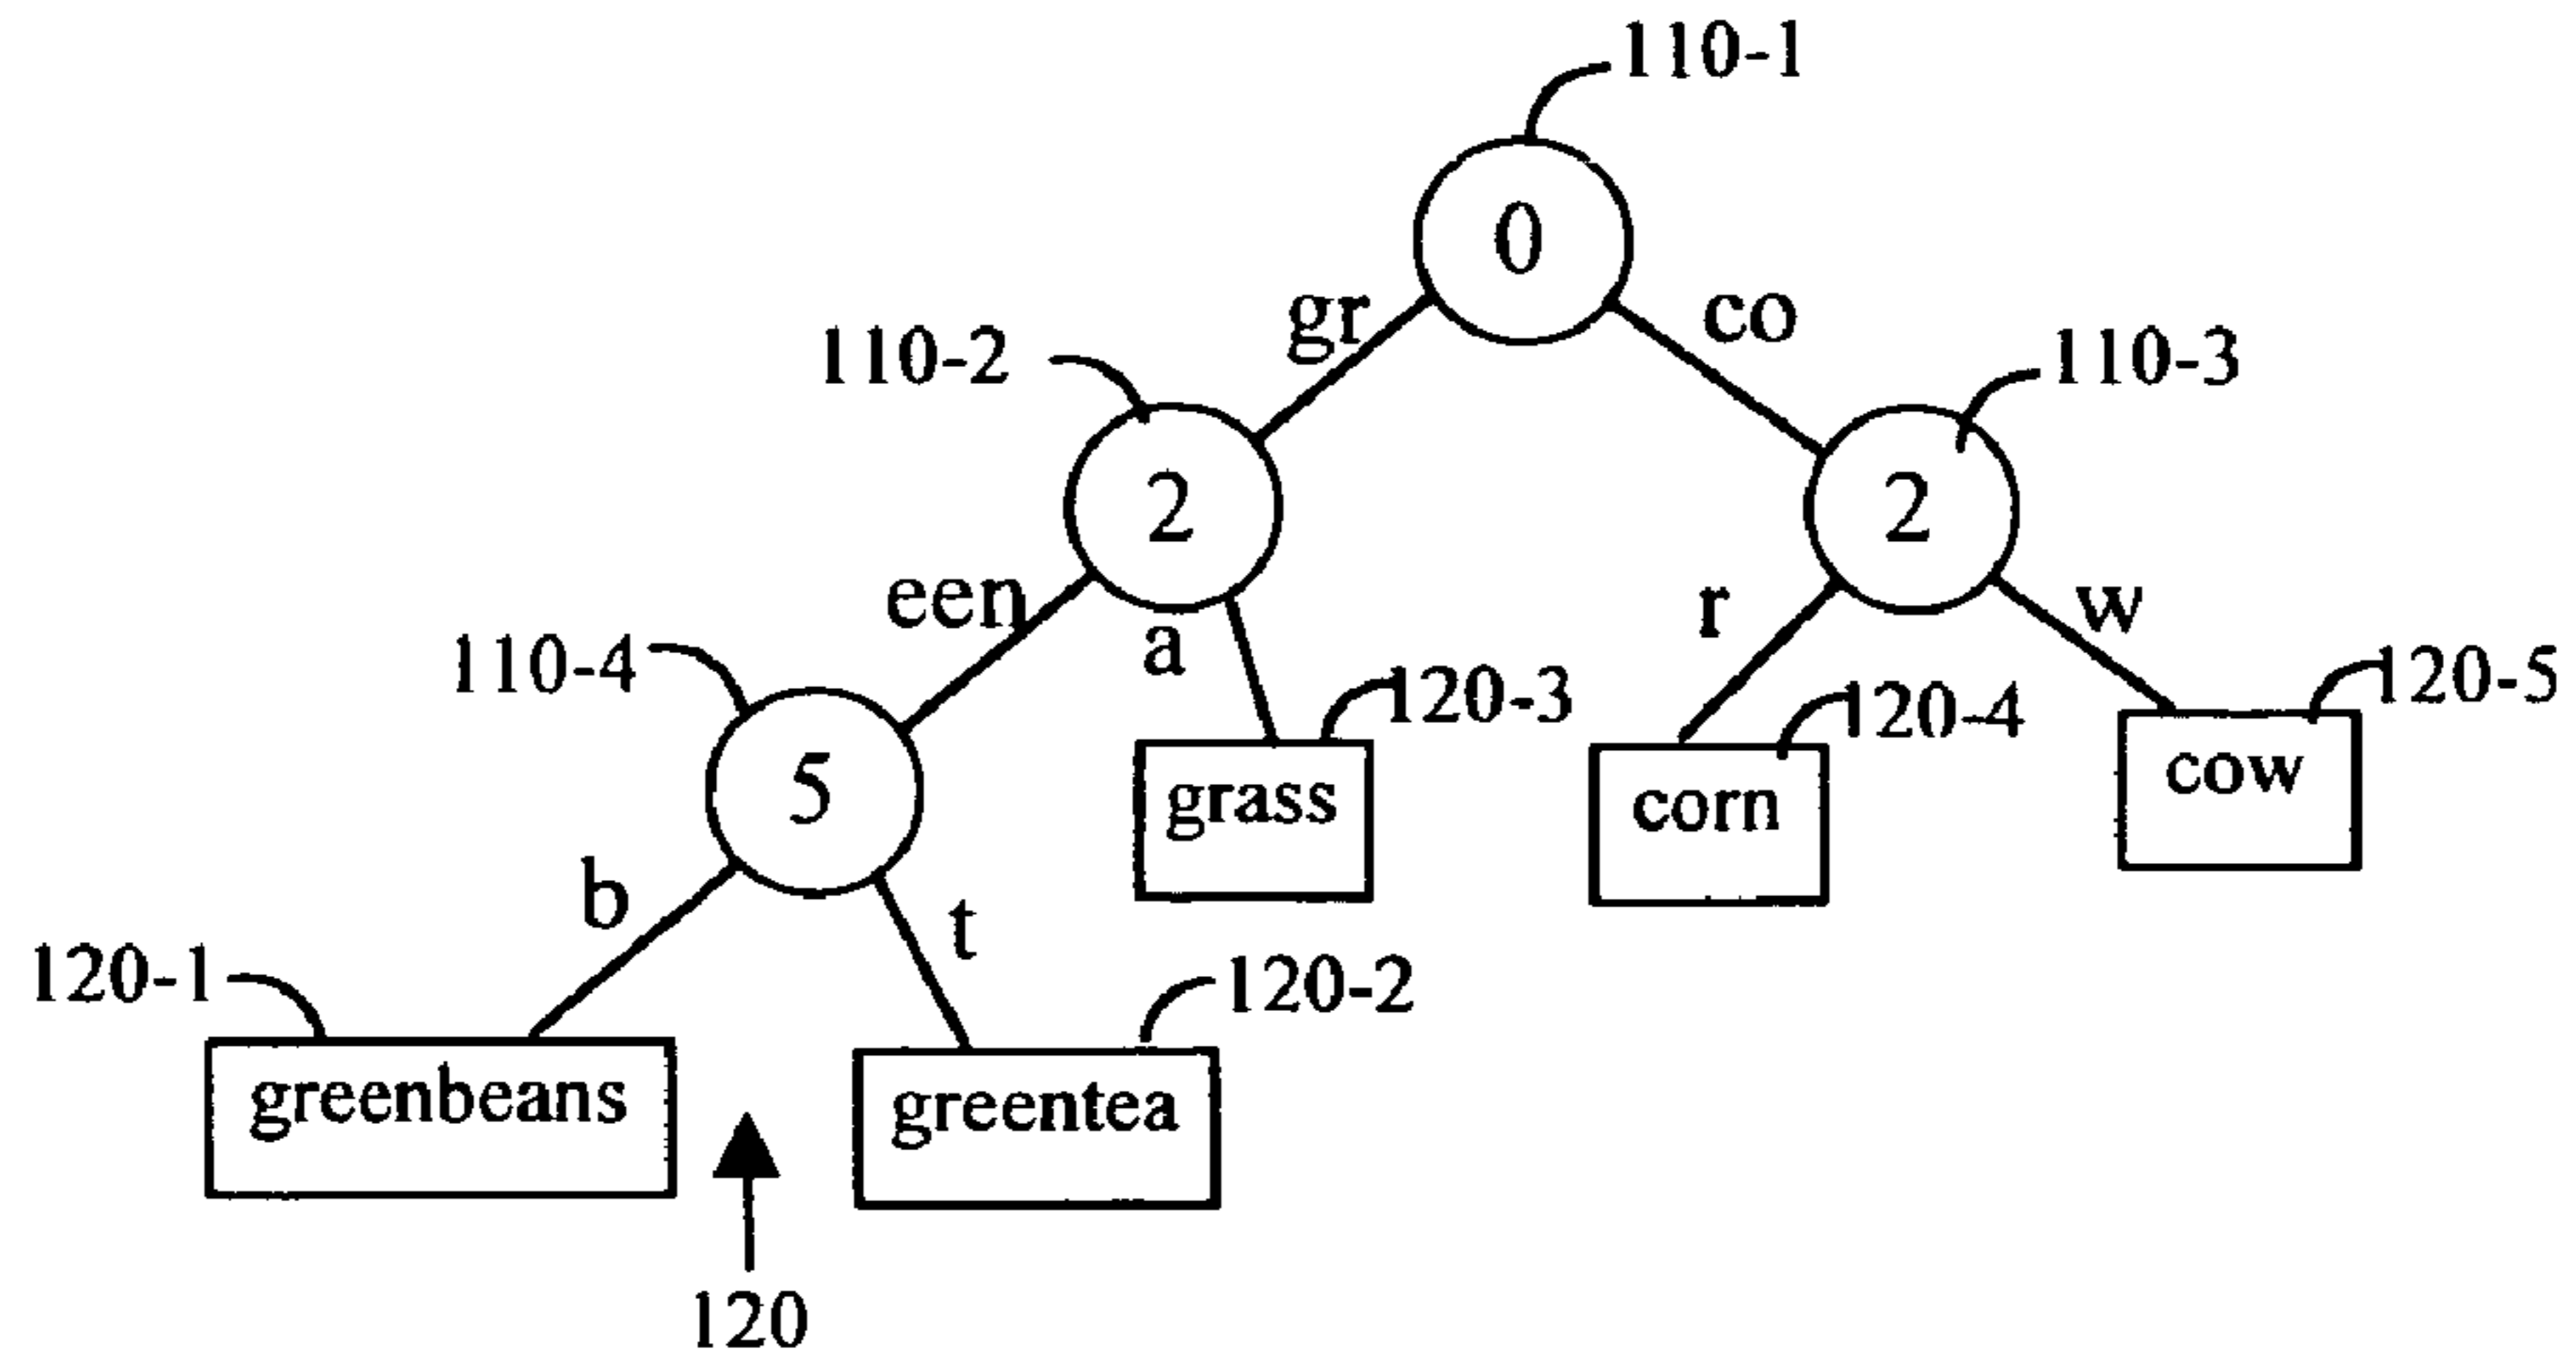 110-1
0
gr
co
110-2
110-3
2
2
een
a
r
w
110-4
120-3
120-4
120-5
5
grass
corn
cow
b
t
120-1
120-2
greenbeans
greentea
120